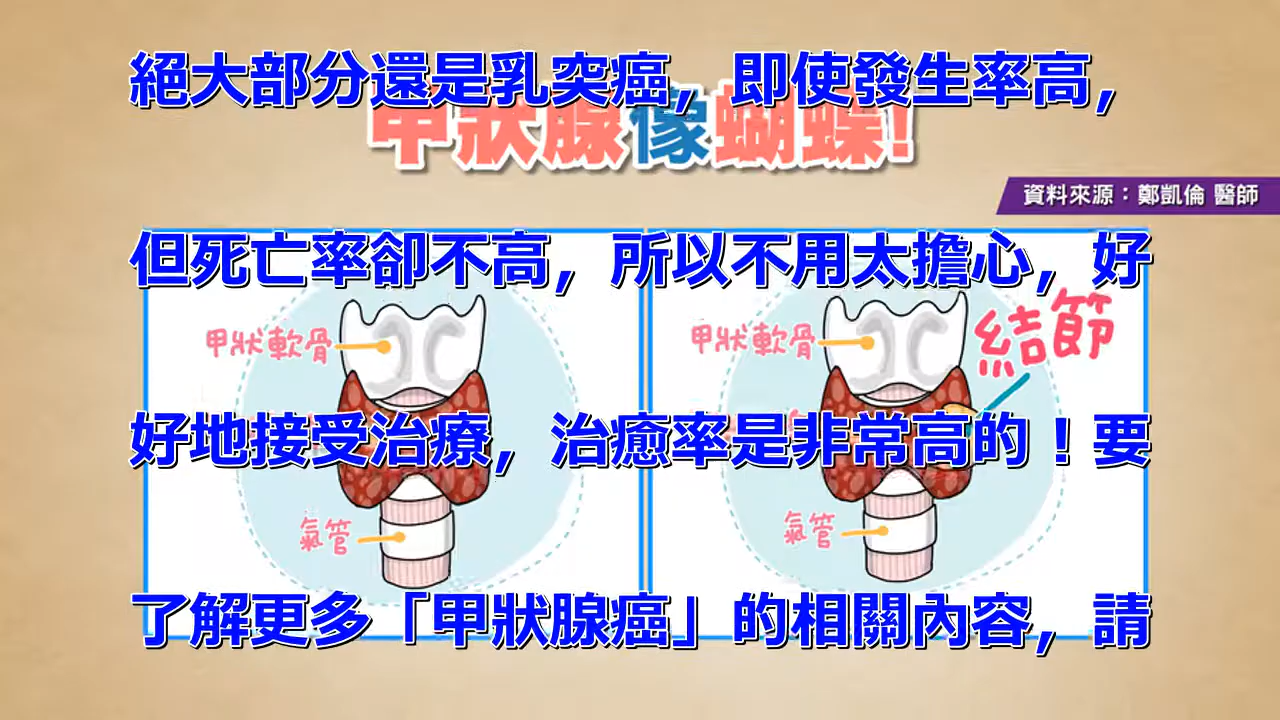 絕大部分還是乳突癌，即使發生率高，
甲狀腺像蝴蝶!
資料來源：鄭凱倫 醫師
但死亡率卻不高，所以不用太擔心，好
甲狀軟骨
甲狀軟骨
結節
好地接受治療，治癒率是非常高的！要
氣管
氣管
了解更多「甲狀腺癌」的相關內容，請